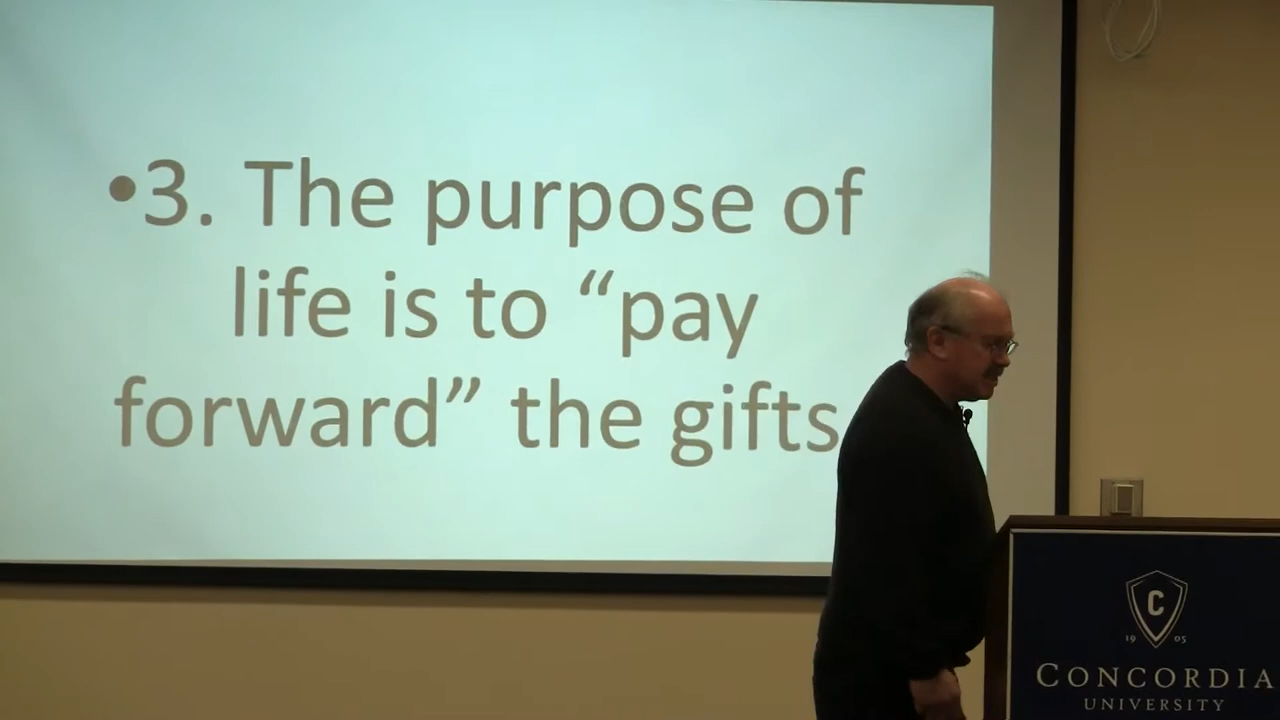 •3. The purpose of
life is to “pay
forward” the gifts
C
19 05
CONCORDIA
UNIVERSITY